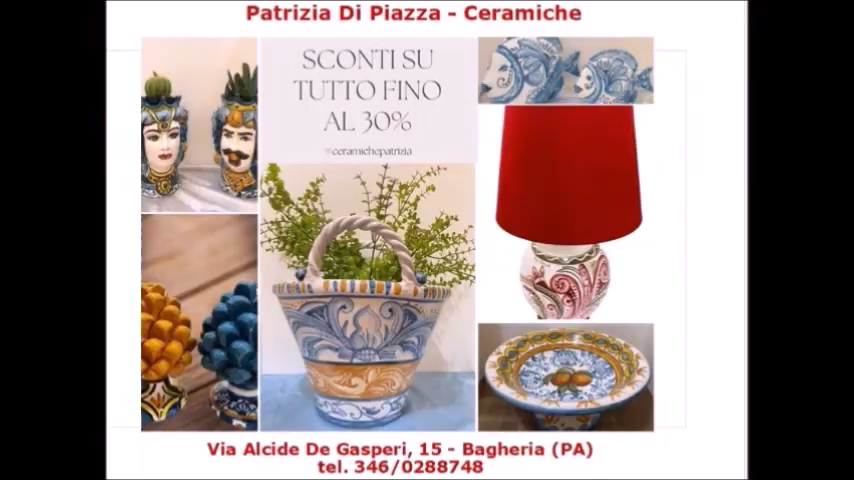 Patrizia Di Piazza - Ceramiche
SCONTI SU
TUTTO FINO
AL 30%
@ceramichepatrizia
Via Alcide De Gasperi, 15 - Bagheria (PA)
tel. 346/0288748